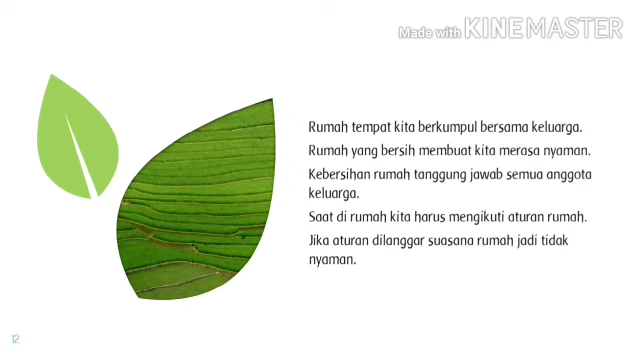 Made with KINEMASTER
Rumah tempat kita berkumpul bersama keluarga.
Rumah yang bersih membuat kita merasa nyaman.
Kebersihan rumah tanggung jawab semua anggota
keluarga.
Saat di rumah kita harus mengikuti aturan rumah.
Jika aturan dilanggar suasana rumah jadi tidak
nyaman.
12